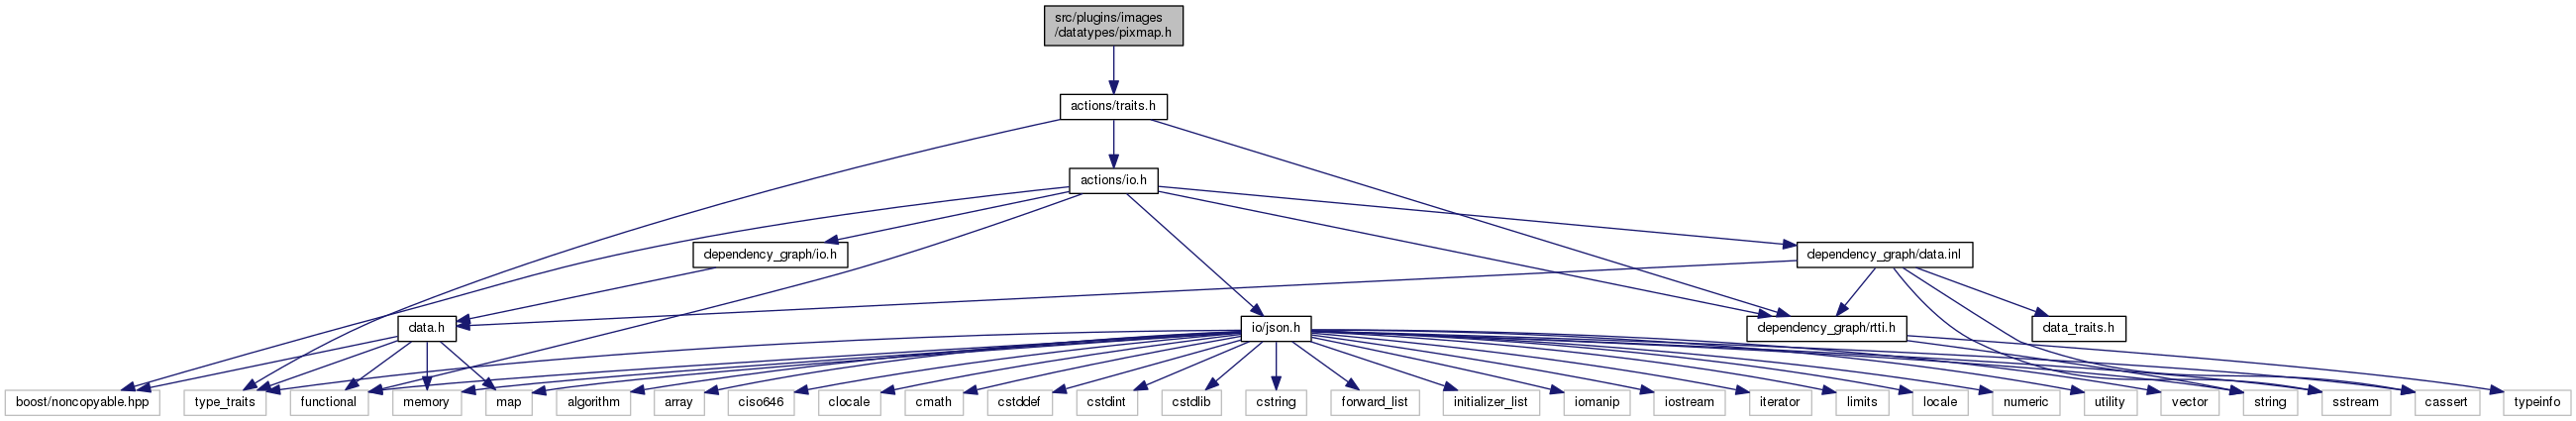 src/plugins/images
/datatypes/pixmap.h
actions/traits.h
actions/io.h
dependency_graph/io.h
dependency_graph/data.inl
data.h
io/json.h
dependency_graph/rtti.h
data_traits.h
boost/noncopyable.hpp
type_traits
functional
memory
map
algorithm
array
ciso646
clocale
cmath
cstddef
cstdint
cstdlib
cstring
forward_list
initializer_list
iomanip
iostream
iterator
limits
locale
numeric
utility
vector
string
sstream
cassert
typeinfo